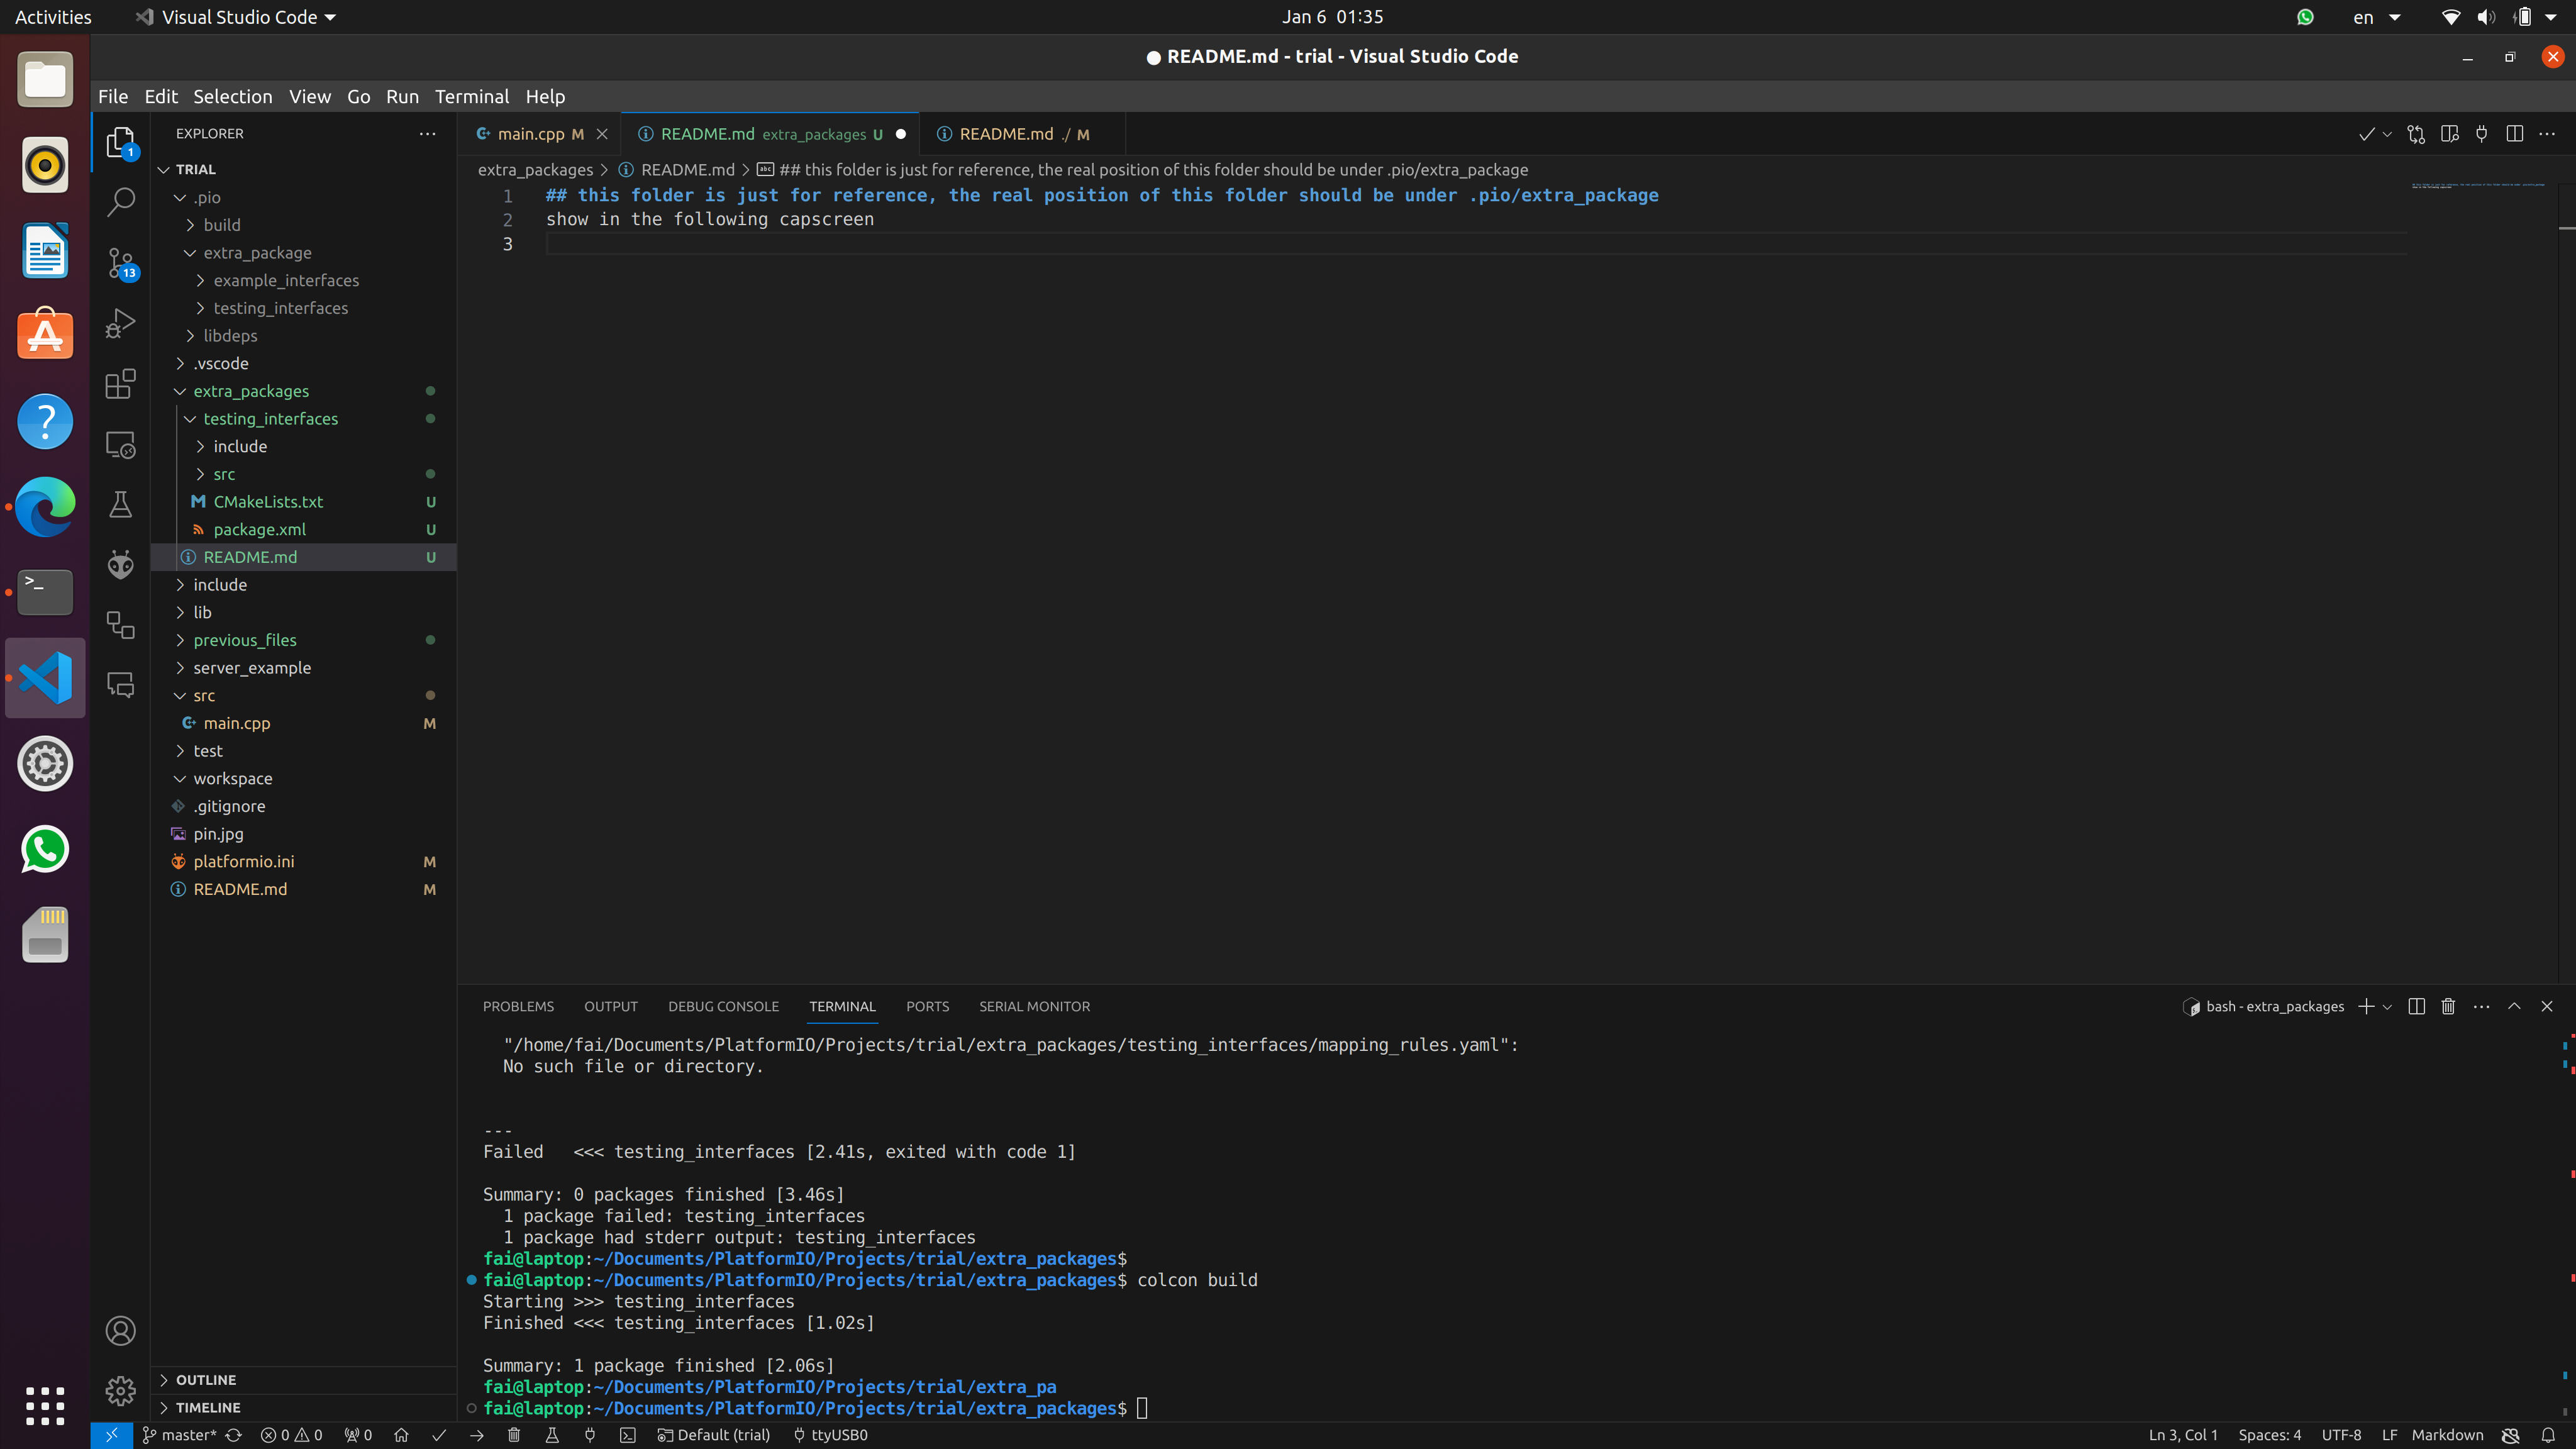 Activities
Visual Studio Code
Jan 6 01:35
en
README.md - trial - Visual Studio Code
File Edit Selection View Go Run Terminal Help
EXPLORER
1
13
TRIAL
.pio
build
extra_package
example_interfaces
testing_interfaces
libdeps
.vscode
extra_packages
testing_interfaces
include
src
CMakeLists.txt U
package.xml U
README.md U
include
lib
previous_files
server_example
src
main.cpp M
test
workspace
.gitignore
pin.jpg
platformio.ini M
README.md M
OUTLINE
TIMELINE
main.cpp M
README.md extra_packages U
README.md ./ M
extra_packages > README.md > ## this folder is just for reference, the real position of this folder should be under .pio/extra_package
1 ## this folder is just for reference, the real position of this folder should be under .pio/extra_package
2 show in the following capscreen
3
PROBLEMS OUTPUT DEBUG CONSOLE TERMINAL PORTS SERIAL MONITOR
bash - extra_packages
"/home/fai/Documents/PlatformIO/Projects/trial/extra_packages/testing_interfaces/mapping_rules.yaml":
No such file or directory.
---
Failed <<< testing_interfaces [2.41s, exited with code 1]
Summary: 0 packages finished [3.46s]
1 package failed: testing_interfaces
1 package had stderr output: testing_interfaces
fai@laptop:~/Documents/PlatformIO/Projects/trial/extra_packages$
fai@laptop:~/Documents/PlatformIO/Projects/trial/extra_packages$ colcon build
Starting >>> testing_interfaces
Finished <<< testing_interfaces [1.02s]
Summary: 1 package finished [2.06s]
fai@laptop:~/Documents/PlatformIO/Projects/trial/extra_pa
fai@laptop:~/Documents/PlatformIO/Projects/trial/extra_packages$
master* 0 0 0 Default (trial) ttyUSB0
Ln 3, Col 1 Spaces: 4 UTF-8 LF Markdown